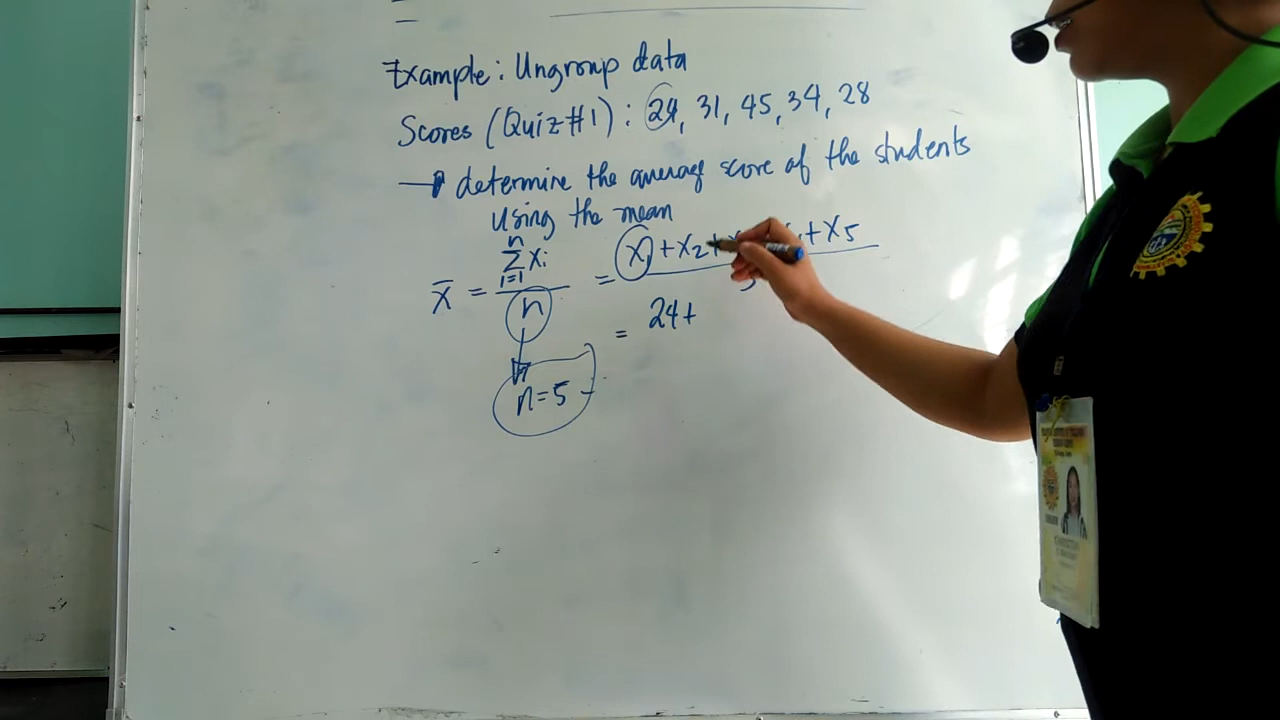 Example: Ungroup data
Scores (Quiz #1): 24, 31, 45, 34, 28
→ determine the average score of the students
using the mean
x̄ = ∑ᵢ₌₁ⁿ xᵢ / n = x₁ + x₂ + + x₅
= 24 +
n = 5